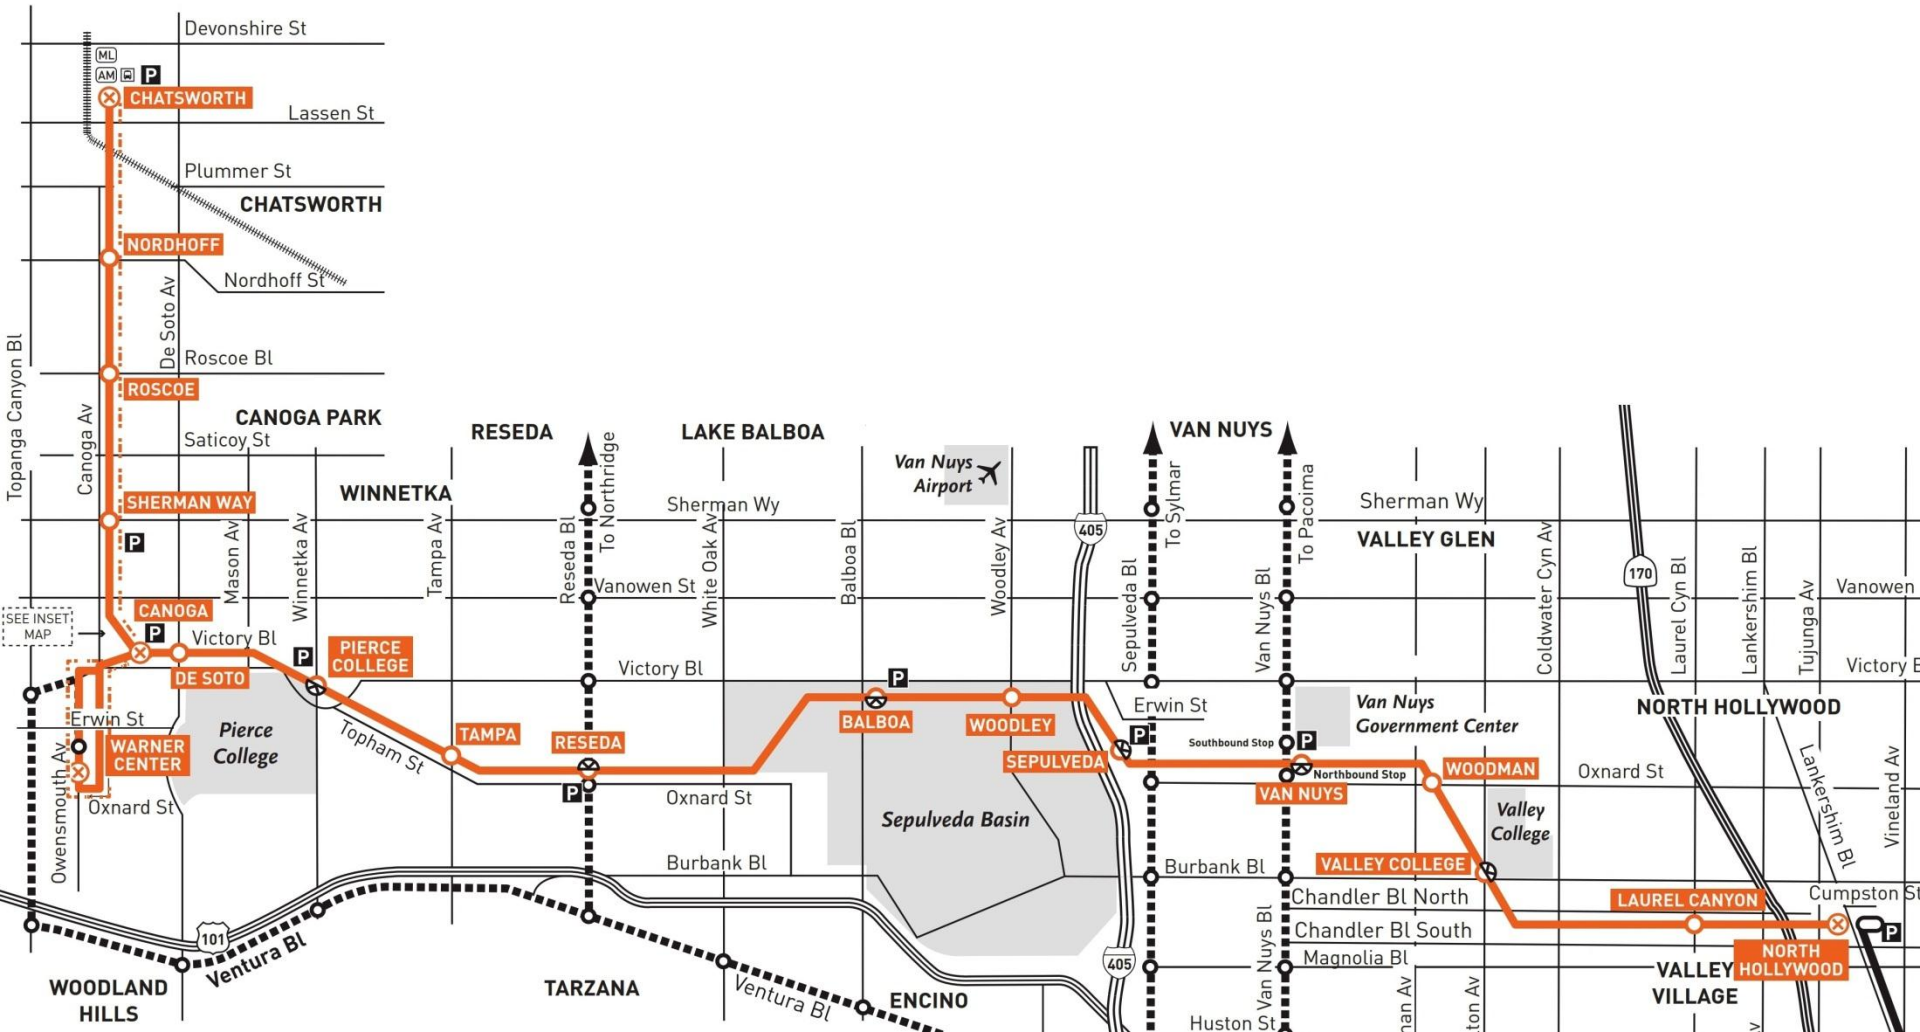 Devonshire St
ML
AM
P
CHATSWORTH
Lassen St
Plummer St
CHATSWORTH
NORDHOFF
Nordhoff St
De Soto Av
Roscoe Bl
ROSCOE
Topanga Canyon Bl
Canoga Av
CANOGA PARK
Saticoy St
RESEDA
LAKE BALBOA
VAN NUYS
To Northridge
Van Nuys
Airport
To Sylmar
To Pacoima
SHERMAN WAY
WINNETKA
Sherman Wy
Sherman Wy
405
VALLEY GLEN
P
Mason Av
Winnetka Av
Tampa Av
Reseda Bl
White Oak Av
Balboa Bl
Woodley Av
Sepulveda Bl
Van Nuys Bl
Coldwater Cyn Av
170
Laurel Cyn Bl
Lankershim Bl
Tujunga Av
Vanowen St
Vanowen
SEE INSET
MAP
CANOGA
P
Victory Bl
P
PIERCE
COLLEGE
DE SOTO
Victory Bl
P
Victory B
Erwin St
Pierce
College
Topham St
TAMPA
RESEDA
BALBOA
WOODLEY
Erwin St
Van Nuys
Government Center
NORTH HOLLYWOOD
WARNER
CENTER
P
SEPULVEDA
Southbound Stop
P
Northbound Stop
WOODMAN
Oxnard St
Owensmouth Av
Oxnard St
P
Oxnard St
VAN NUYS
Lankershim Bl
Vineland Av
Sepulveda Basin
Valley
College
Burbank Bl
Burbank Bl
VALLEY COLLEGE
Chandler Bl North
LAUREL CANYON
Cumpston St
101
Ventura Bl
Chandler Bl South
P
405
Van Nuys Bl
Magnolia Bl
NORTH
HOLLYWOOD
WOODLAND
HILLS
TARZANA
Ventura Bl
ENCINO
VALLEY
VILLAGE
Huston St
man Av
ton Av
v